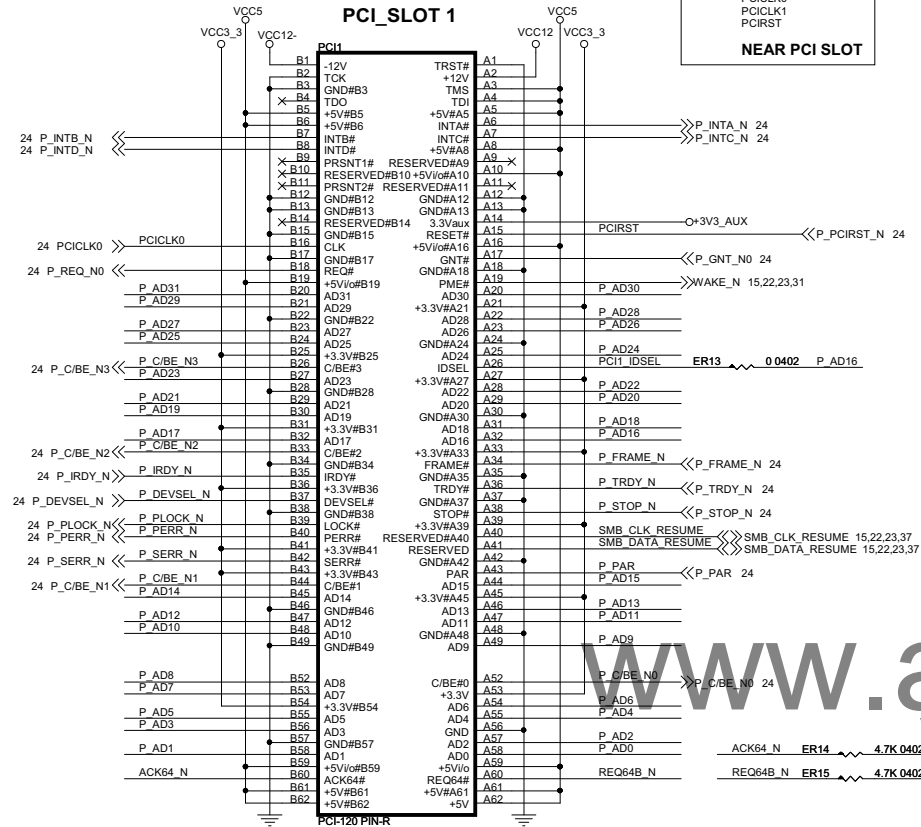 PCI_SLOT 1
PCICLK1
PCIRST
NEAR PCI SLOT
VCC5
VCC3_3
VCC12-
VCC5
VCC12
VCC3_3
PCI1
B1 -12V TRST# A1
B2 TCK +12V A2
B3 GND#B3 TMS A3
B4 TDO TDI A4
B5 +5V#B5 +5V#A5 A5
B6 +5V#B6 INTA# A6 P_INTA_N 24
24 P_INTB_N B7 INTB# INTC# A7 P_INTC_N 24
24 P_INTD_N B8 INTD# +5V#A8 A8
B9 PRSNT1# RESERVED#A9 A9
B10 RESERVED#B10 +5Vi/o#A10 A10
B11 PRSNT2# RESERVED#A11 A11
B12 GND#B12 GND#A12 A12
B13 GND#B13 GND#A13 A13
B14 RESERVED#B14 3.3Vaux A14 +3V3_AUX
B15 GND#B15 RESET# A15 PCIRST P_PCIRST_N 24
24 PCICLK0 PCICLK0 B16 CLK +5Vi/o#A16 A16
B17 GND#B17 GNT# A17 P_GNT_N0 24
24 P_REQ_N0 B18 REQ# GND#A18 A18
B19 +5Vi/o#B19 PME# A19 WAKE_N 15,22,23,31
P_AD31 B20 AD31 AD30 A20 P_AD30
P_AD29 B21 AD29 +3.3V#A21 A21
B22 GND#B22 AD28 A22 P_AD28
P_AD27 B23 AD27 AD26 A23 P_AD26
P_AD25 B24 AD25 GND#A24 A24
B25 +3.3V#B25 AD24 A25 P_AD24
24 P_C/BE_N3 P_C/BE_N3 B26 C/BE#3 IDSEL A26 PCI1_IDSEL ER13 0 0402 P_AD16
P_AD23 B27 AD23 +3.3V#A27 A27
B28 GND#B28 AD22 A28 P_AD22
P_AD21 B29 AD21 AD20 A29 P_AD20
P_AD19 B30 AD19 GND#A30 A30
B31 +3.3V#B31 AD18 A31 P_AD18
P_AD17 B32 AD17 AD16 A32 P_AD16
24 P_C/BE_N2 P_C/BE_N2 B33 C/BE#2 +3.3V#A33 A33
B34 GND#B34 FRAME# A34 P_FRAME_N P_FRAME_N 24
24 P_IRDY_N P_IRDY_N B35 IRDY# GND#A35 A35
B36 +3.3V#B36 TRDY# A36 P_TRDY_N P_TRDY_N 24
24 P_DEVSEL_N P_DEVSEL_N B37 DEVSEL# GND#A37 A37
B38 GND#B38 STOP# A38 P_STOP_N P_STOP_N 24
24 P_PLOCK_N P_PLOCK_N B39 LOCK# +3.3V#A39 A39
24 P_PERR_N P_PERR_N B40 PERR# RESERVED#A40 A40 SMB_CLK_RESUME SMB_CLK_RESUME 15,22,23,37
B41 +3.3V#B41 RESERVED A41 SMB_DATA_RESUME SMB_DATA_RESUME 15,22,23,37
24 P_SERR_N P_SERR_N B42 SERR# GND#A42 A42
B43 +3.3V#B43 PAR A43 P_PAR P_PAR 24
24 P_C/BE_N1 P_C/BE_N1 B44 C/BE#1 AD15 A44 P_AD15
P_AD14 B45 AD14 +3.3V#A45 A45
B46 GND#B46 AD13 A46 P_AD13
P_AD12 B47 AD12 AD11 A47 P_AD11
P_AD10 B48 AD10 GND#A48 A48
B49 GND#B49 AD9 A49 P_AD9
P_AD8 B52 AD8 C/BE#0 A52 P_C/BE_N0 P_C/BE_N0 24
P_AD7 B53 AD7 +3.3V A53
B54 +3.3V#B54 AD6 A54 P_AD6
P_AD5 B55 AD5 AD4 A55 P_AD4
P_AD3 B56 AD3 GND A56
B57 GND#B57 AD2 A57 P_AD2
P_AD1 B58 AD1 AD0 A58 P_AD0 ACK64_N ER14 4.7K 0402
B59 +5Vi/o#B59 +5Vi/o A59
ACK64_N B60 ACK64# REQ64# A60 REQ64B_N REQ64B_N ER15 4.7K 0402
B61 +5V#B61 +5V#A61 A61
B62 +5V#B62 +5V A62
PCI-120 PIN-R
www.a